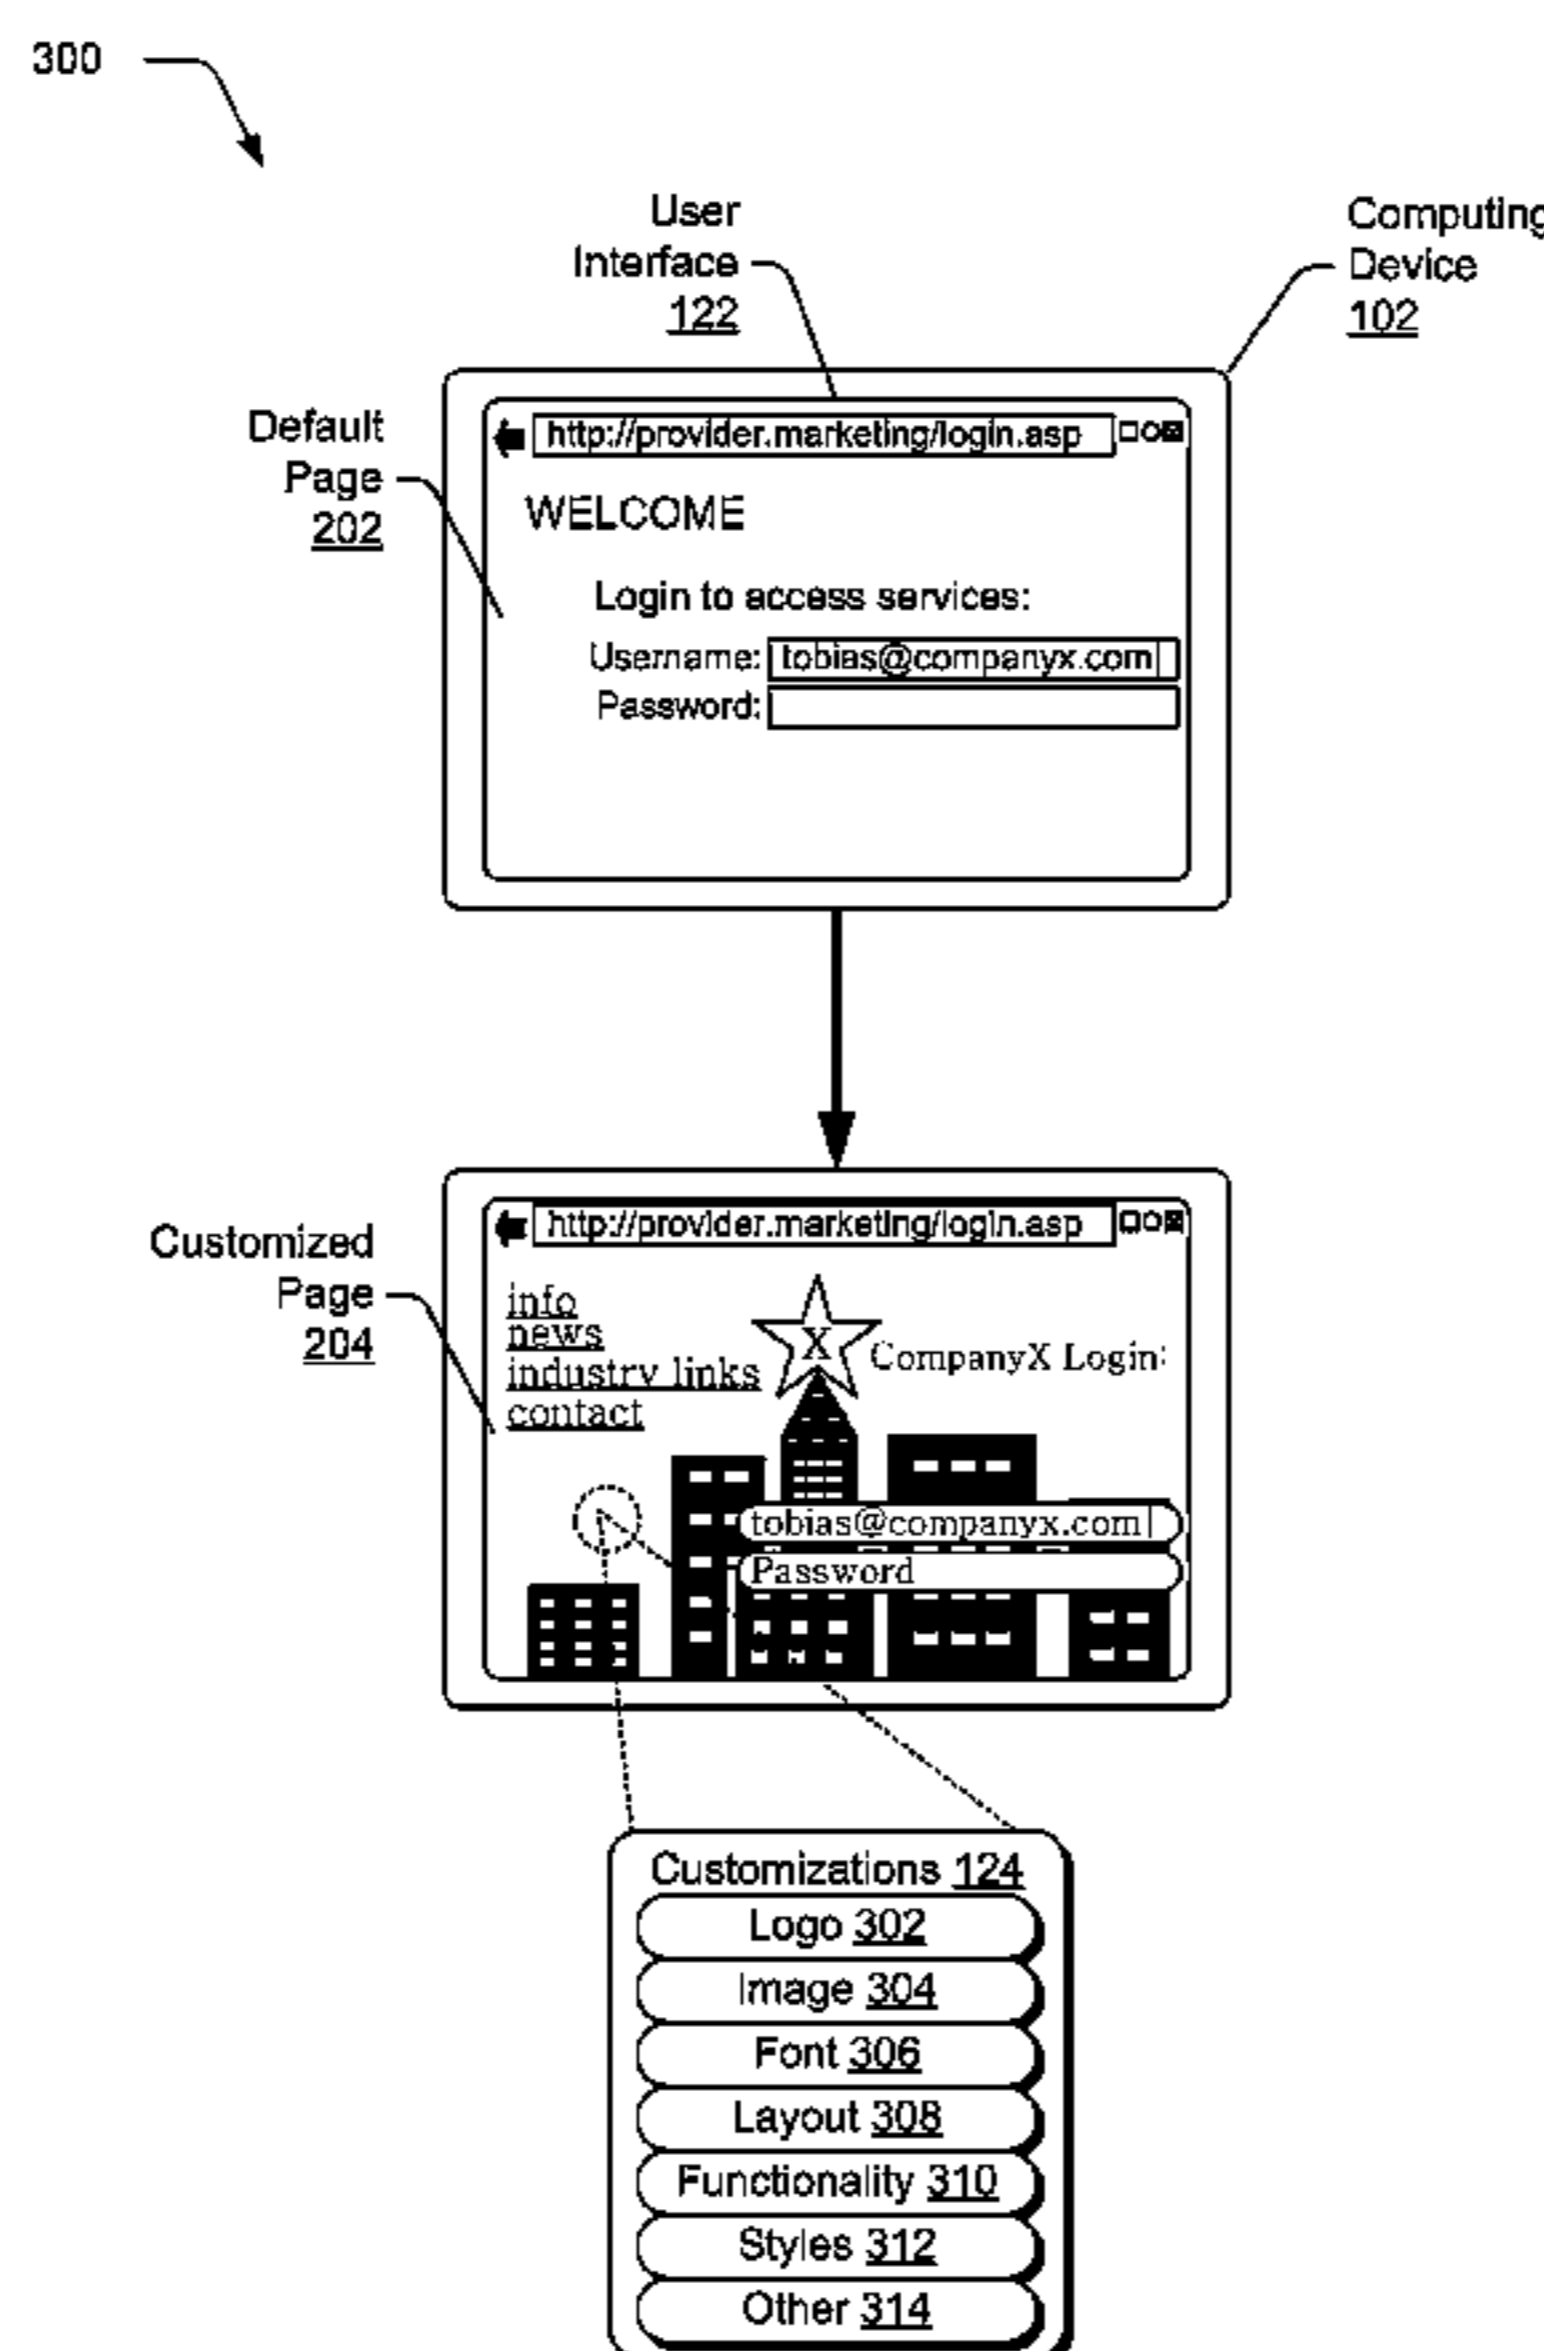 300
User
Interface
122
Computing
Device
102
Default
Page
202
http://provider.marketing/login.asp
WELCOME
Login to access services:
Username: tobias@companyx.com
Password:
Customized
Page
204
http://provider.marketing/login.asp
info
news
industry links
contact
X
CompanyX Login:
tobias@companyx.com
Password
Customizations 124
Logo 302
Image 304
Font 306
Layout 308
Functionality 310
Styles 312
Other 314